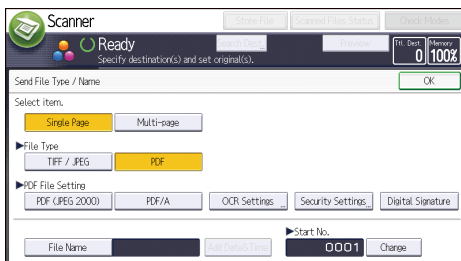 Scanner
Store File
Scanned Files Status
Check Modes
Ready
Search Dest.
Preview
Ttl. Dest.
Memory
Specify destination(s) and set original(s).
0
100%
Send File Type / Name
OK
Select item.
Single Page
Multi-page
►File Type
TIFF / JPEG
PDF
►PDF File Setting
PDF (JPEG 2000)
PDF/A
OCR Settings
Security Settings
Digital Signature
►Start No.
File Name
Add Date&Time
0001
Change